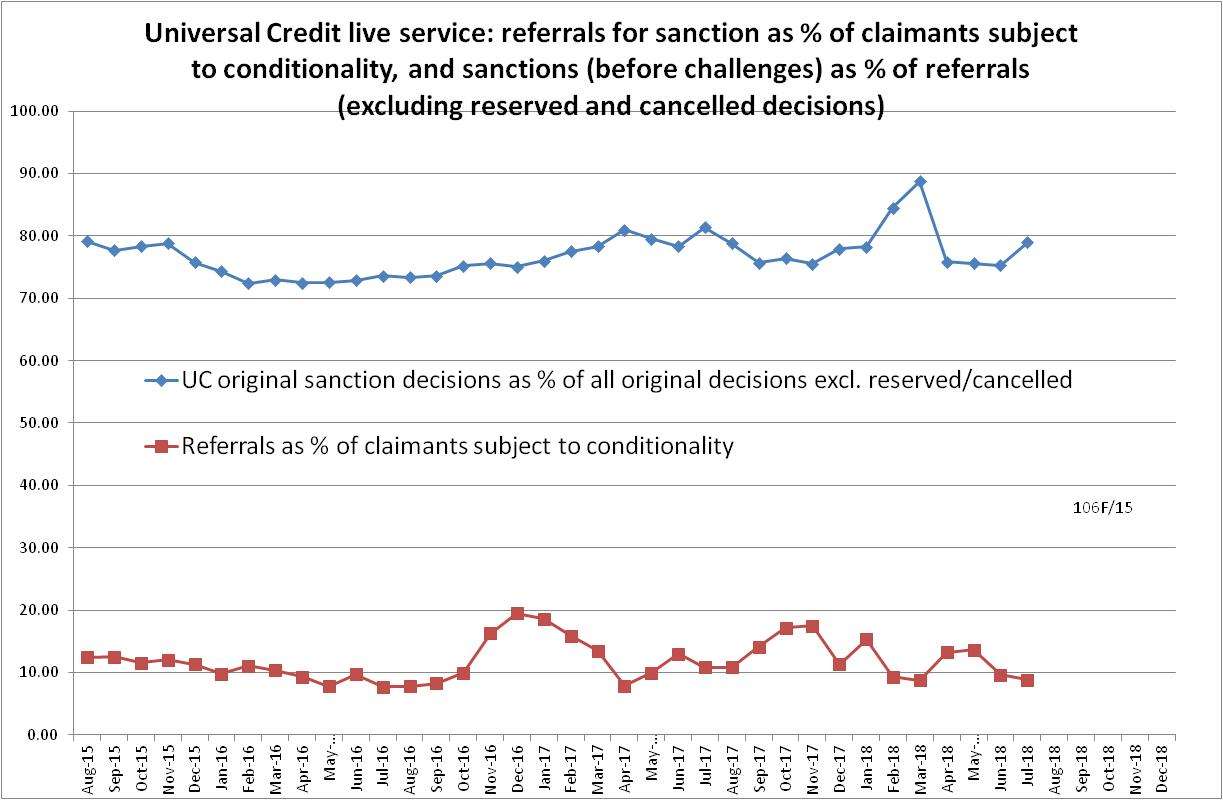 Universal Credit live service: referrals for sanction as % of claimants subject
to conditionality, and sanctions (before challenges) as % of referrals
(excluding reserved and cancelled decisions)
100.00
90.00
80.00
70.00
60.00
UC original sanction decisions as % of all original decisions excl. reserved/cancelled
50.00
Referrals as % of claimants subject to conditionality
40.00
106F/15
30.00
20.00
10.00
0.00
Aug-15
Sep-15
Oct-15
Nov-15
Dec-15
Jan-16
Feb-16
Mar-16
Apr-16
May-...
Jun-16
Jul-16
Aug-16
Sep-16
Oct-16
Nov-16
Dec-16
Jan-17
Feb-17
Mar-17
Apr-17
May-...
Jun-17
Jul-17
Aug-17
Sep-17
Oct-17
Nov-17
Dec-17
Jan-18
Feb-18
Mar-18
Apr-18
May-...
Jun-18
Jul-18
Aug-18
Sep-18
Oct-18
Nov-18
Dec-18